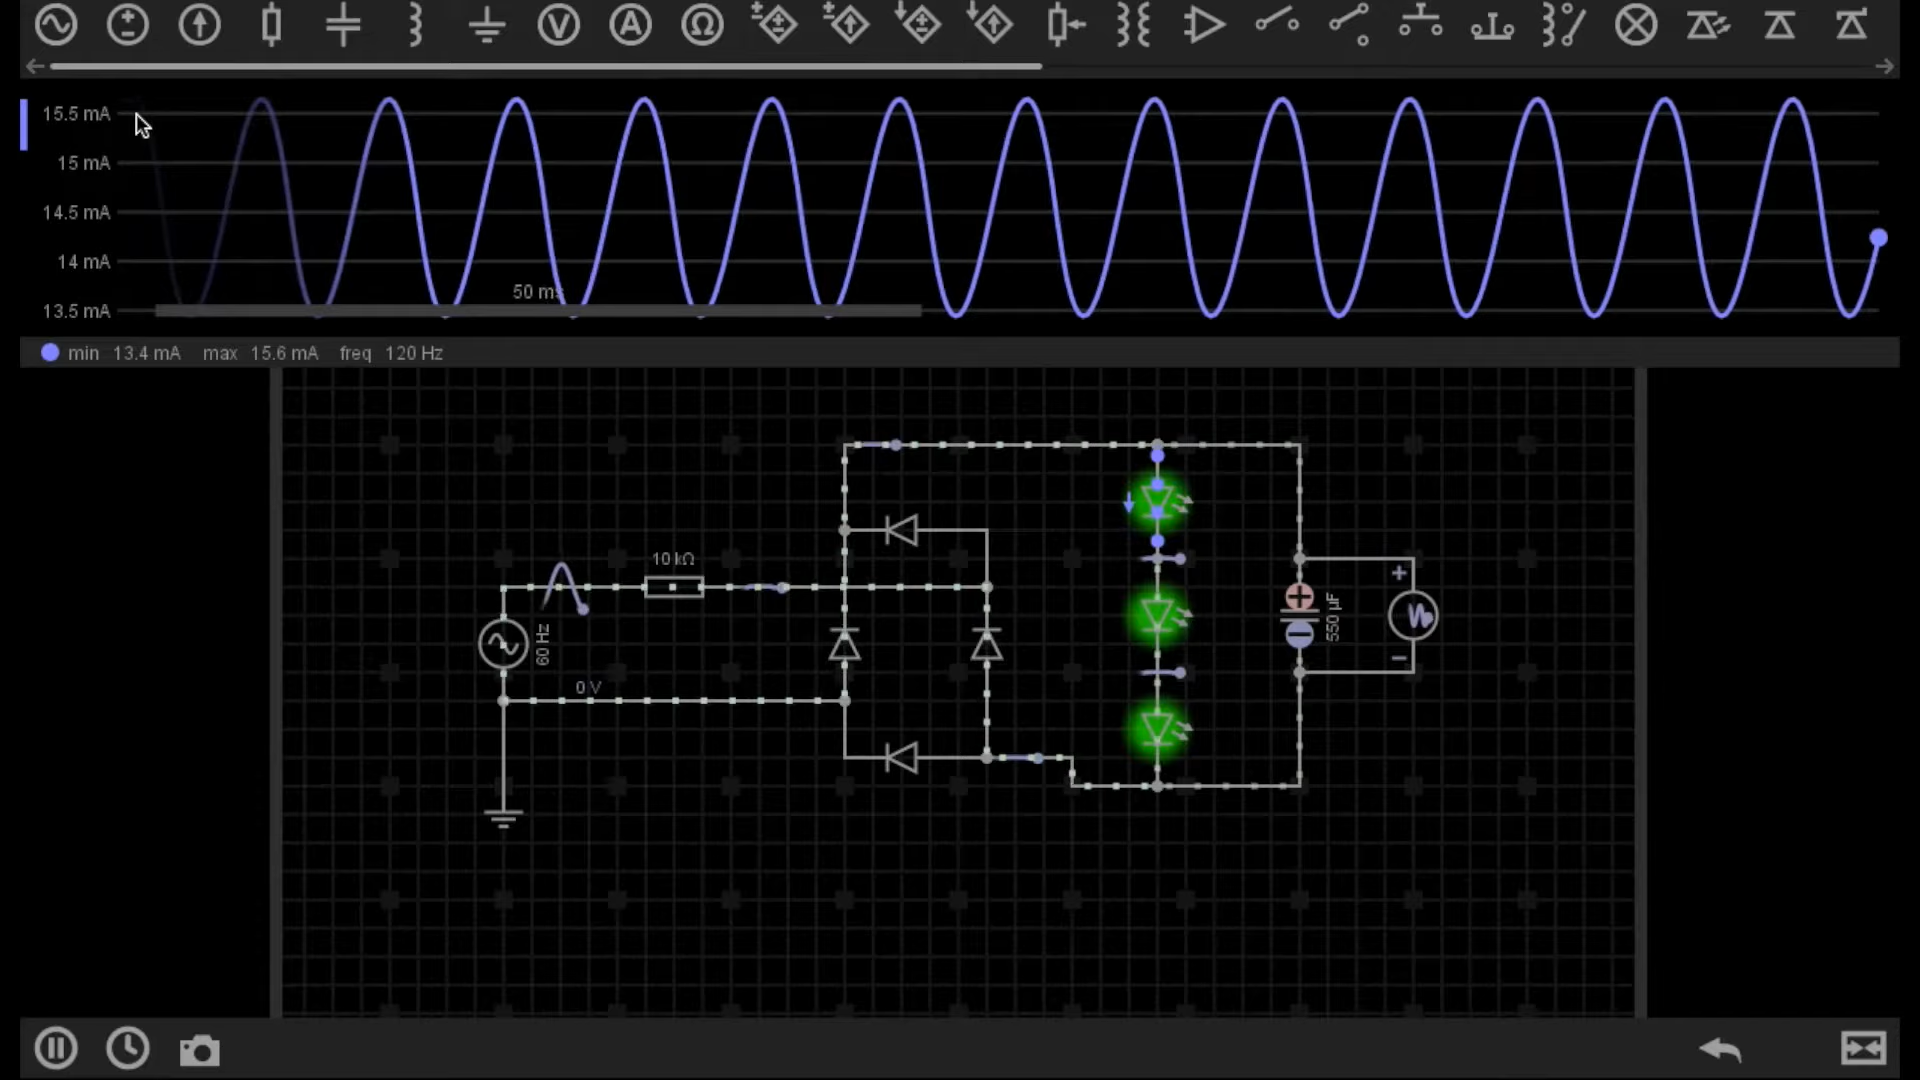 V A Ω
15.5 mA
15 mA
14.5 mA
14 mA
50 ms
13.5 mA
min 13.4 mA max 15.6 mA freq 120 Hz
10 kΩ
60 Hz
0 V
550 µF